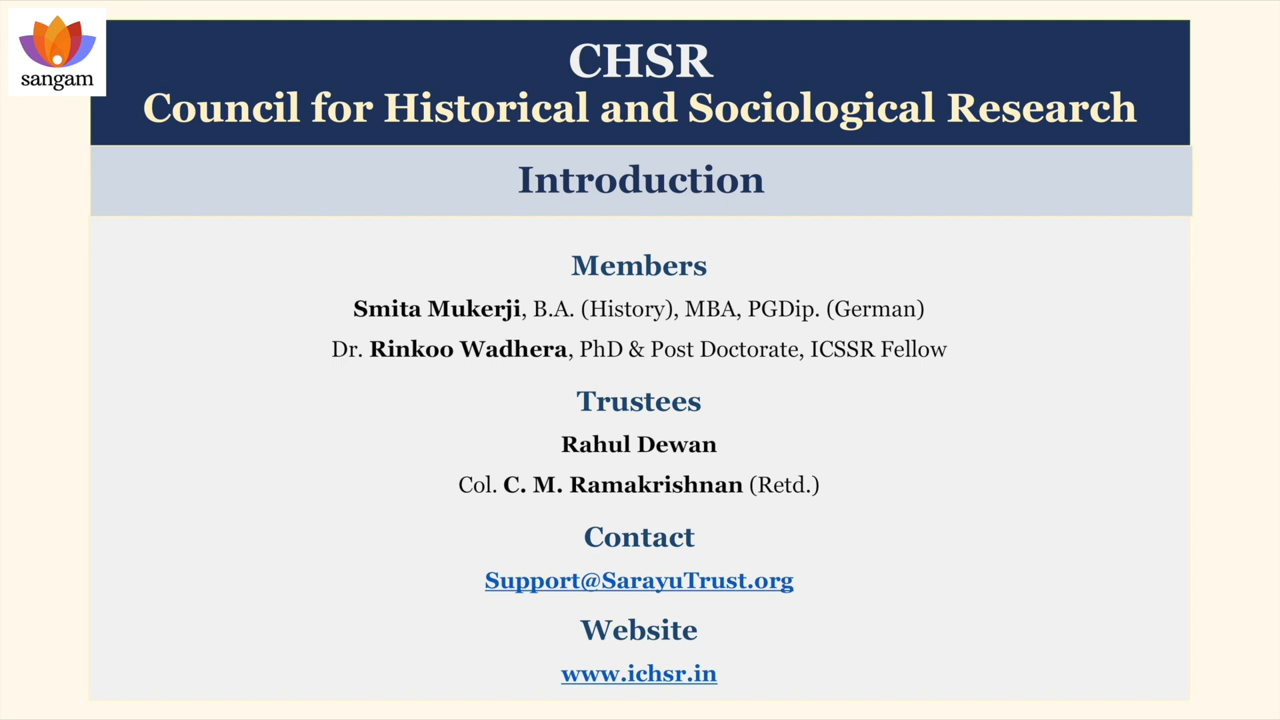 sangam
CHSR
Council for Historical and Sociological Research
Introduction
Members
Smita Mukerji, B.A. (History), MBA, PGDip. (German)
Dr. Rinkoo Wadhera, PhD & Post Doctorate, ICSSR Fellow
Trustees
Rahul Dewan
Col. C. M. Ramakrishnan (Retd.)
Contact
Support@SarayuTrust.org
Website
www.ichsr.in